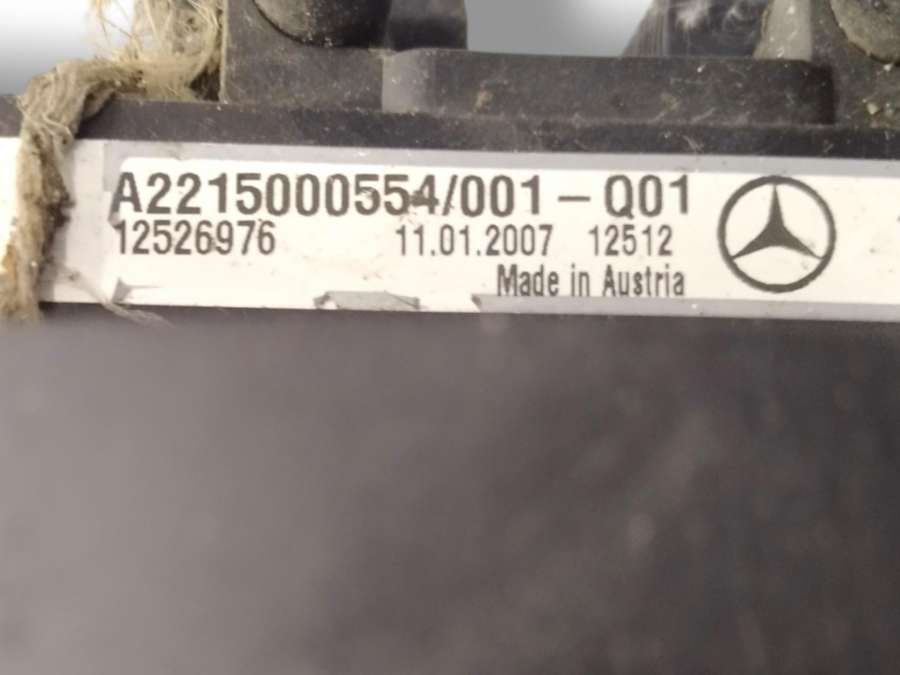 A2215000554/001 – Q01
12526976 11.01.2007 12512
Made in Austria